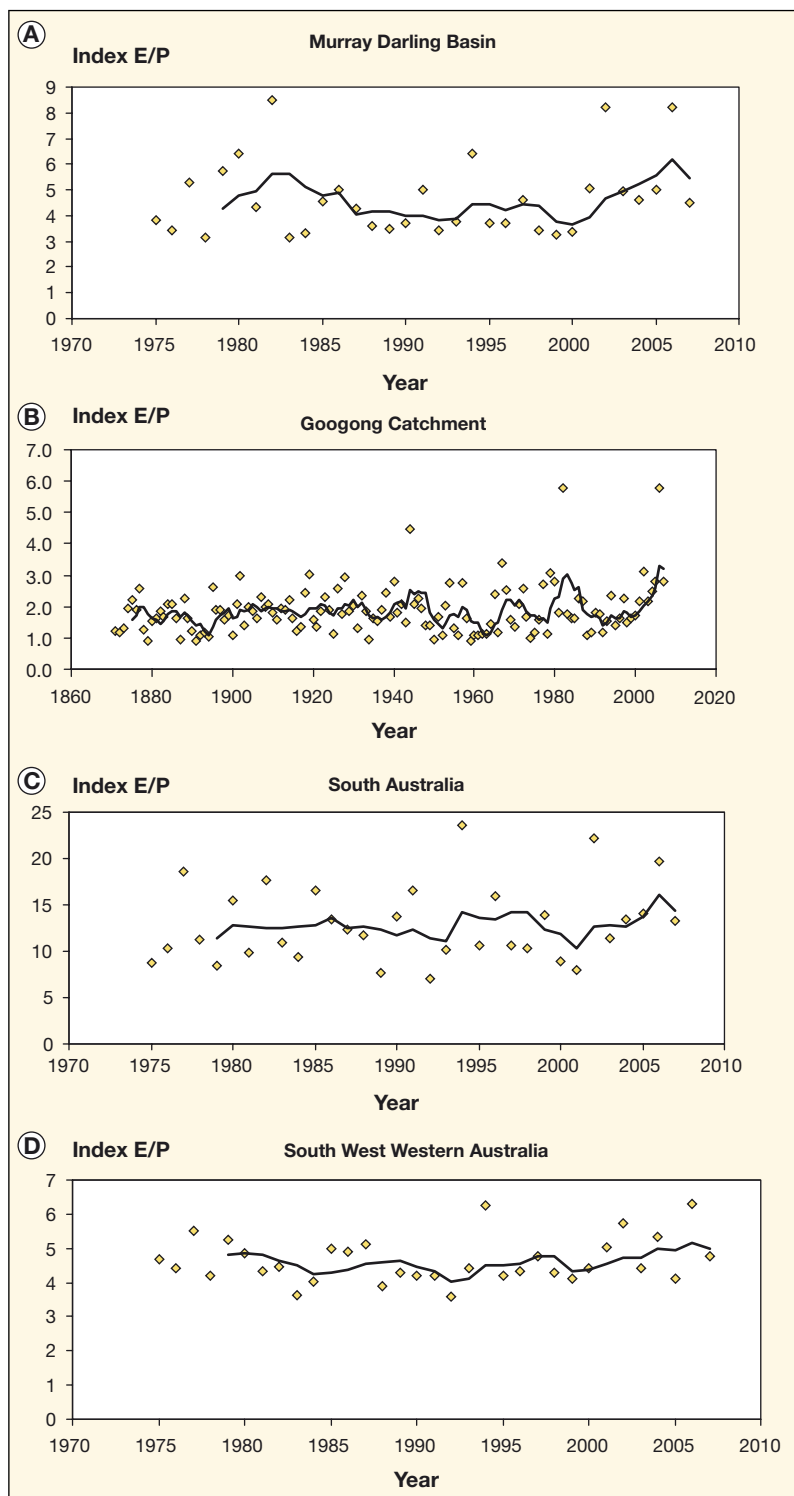 A
Murray Darling Basin
Index E/P
9
8
7
6
5
4
3
2
1
0
1970 1975 1980 1985 1990 1995 2000 2005 2010
Year
B
Index E/P
Googong Catchment
7.0
6.0
5.0
4.0
3.0
2.0
1.0
0.0
1860 1880 1900 1920 1940 1960 1980 2000 2020
Year
C
Index E/P
South Australia
25
20
15
10
5
0
1970 1975 1980 1985 1990 1995 2000 2005 2010
Year
D
Index E/P
South West Western Australia
7
6
5
4
3
2
1
0
1970 1975 1980 1985 1990 1995 2000 2005 2010
Year